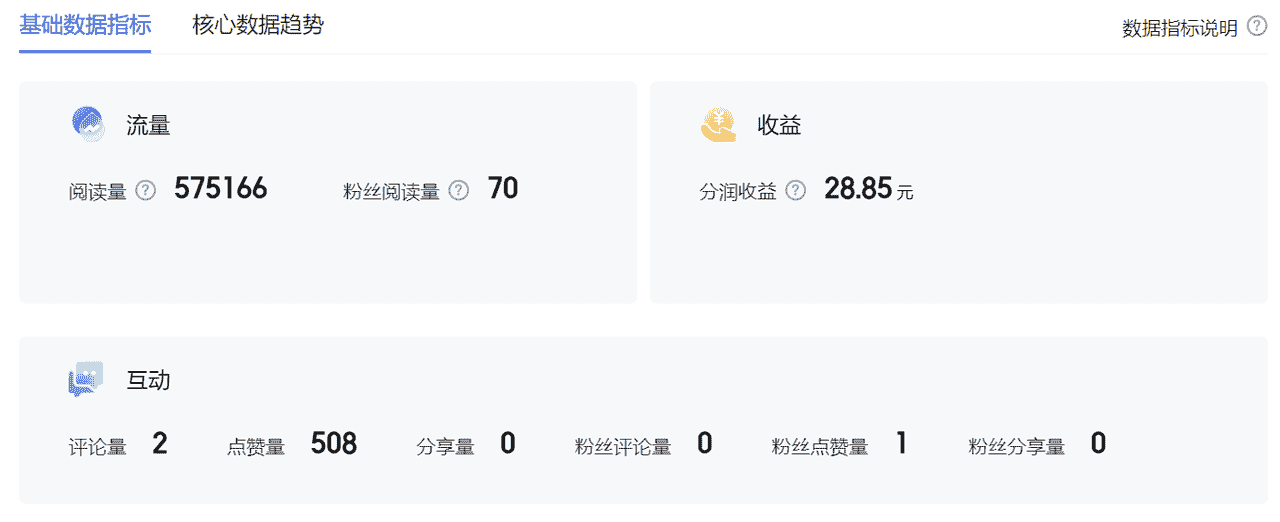 基础数据指标 核心数据趋势 数据指标说明 ?
流量
阅读量 ? 575166 粉丝阅读量 ? 70
¥ 收益
分润收益 ? 28.85 元
互动
评论量 2 点赞量 508 分享量 0 粉丝评论量 0 粉丝点赞量 1 粉丝分享量 0